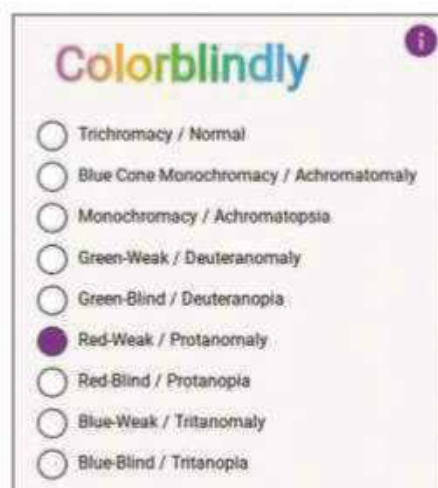 Colorblindly
i
Trichromacy / Normal
Blue Cone Monochromacy / Achromatomaly
Monochromacy / Achromatopsia
Green-Weak / Deuteranomaly
Green-Blind / Deuteranopia
Red-Weak / Protanomaly
Red-Blind / Protanopia
Blue-Weak / Tritanomaly
Blue-Blind / Tritanopia